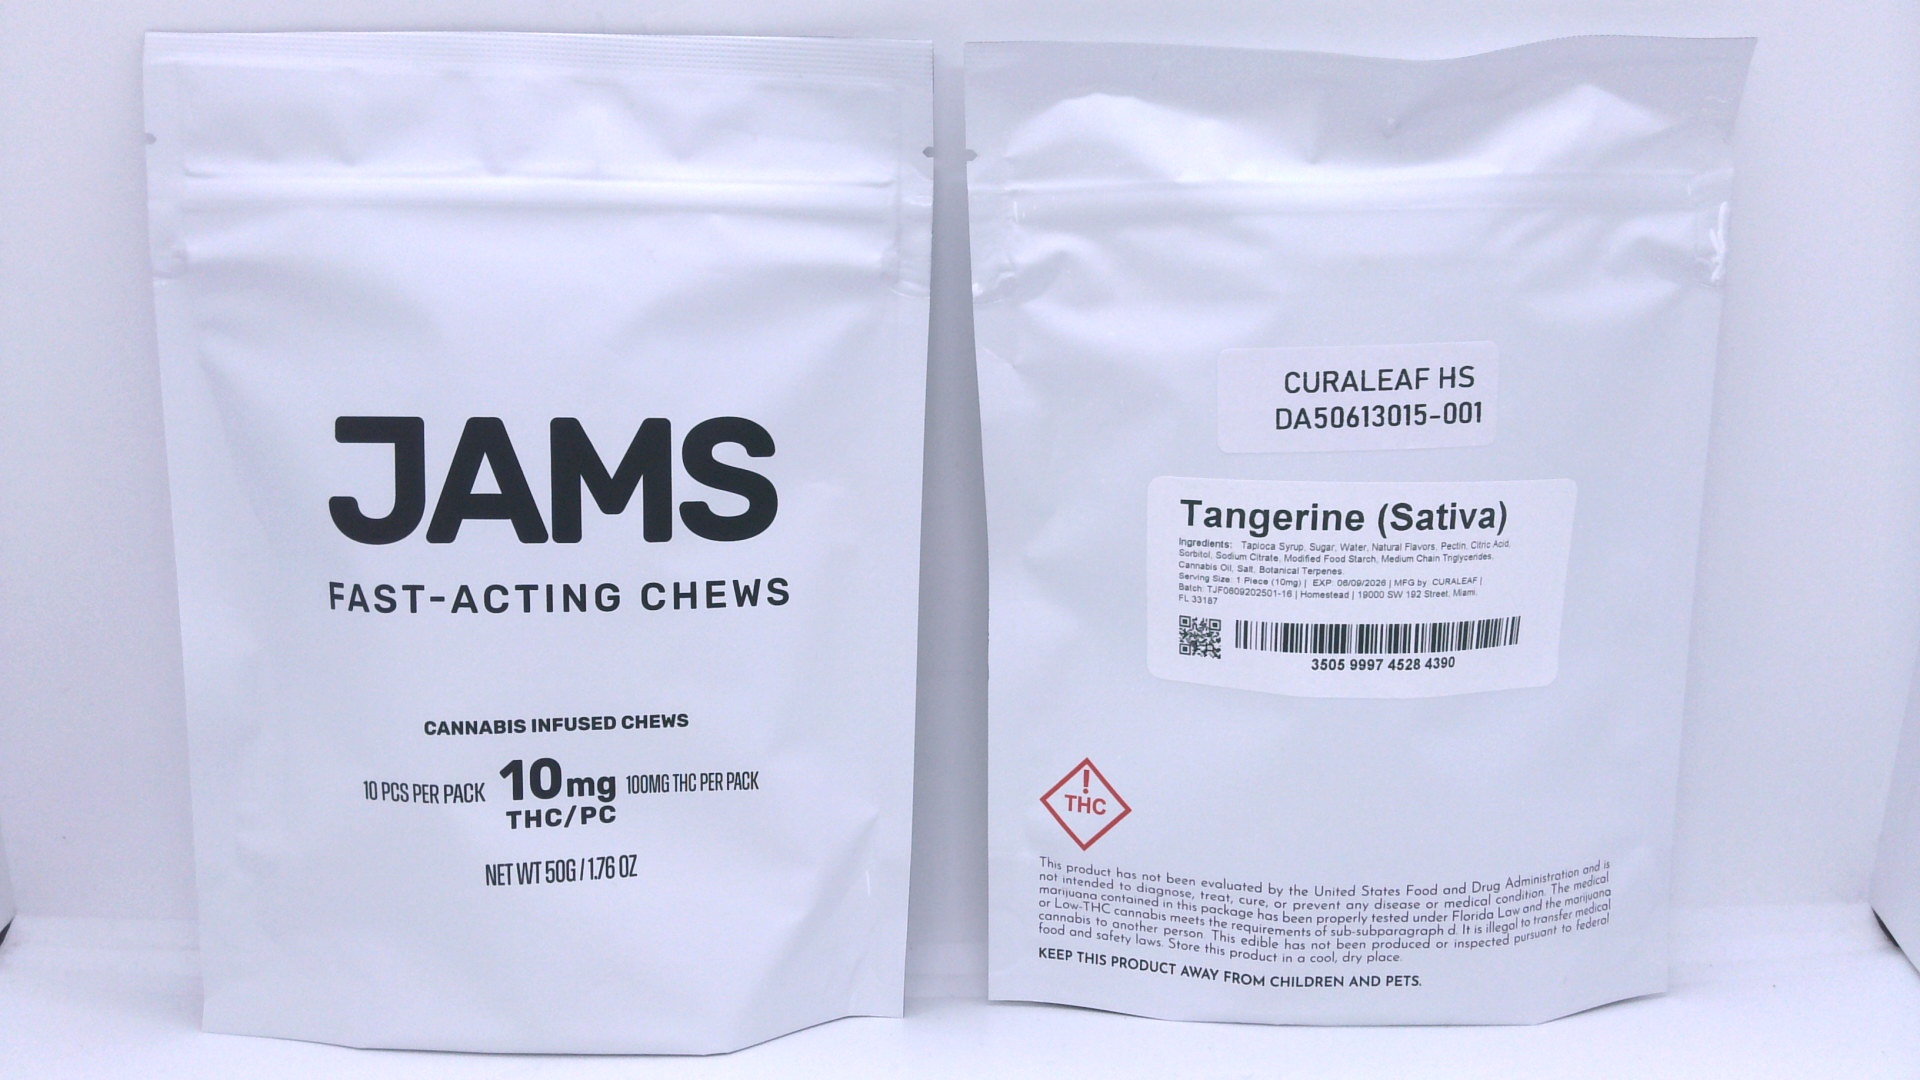 JAMS
FAST-ACTING CHEWS
CANNABIS INFUSED CHEWS
10 PCS PER PACK 10mg 100MG THC PER PACK
THC/PC
NET WT 50G / 1.76 OZ
CURALEAF HS
DA50613015-001
Tangerine (Sativa)
Ingredients: Tapioca Syrup, Sugar, Water, Natural Flavors, Pectin, Citric Acid,
Sorbitol, Sodium Citrate, Modified Food Starch, Medium Chain Triglycerides,
Cannabis Oil, Salt, Botanical Terpenes.
Serving Size: 1 Piece (10mg) | EXP: 06/09/2026 | MFG by: CURALEAF |
Batch: TJF0609202501-16 | Homestead | 19000 SW 192 Street, Miami,
FL 33187
3505 9997 4528 4390
!
THC
This product has not been evaluated by the United States Food and Drug Administration and is
not intended to diagnose, treat, cure, or prevent any disease or medical condition. The medical
marijuana contained in this package has been properly tested under Florida Law and the marijuana
or Low-THC cannabis meets the requirements of sub-subparagraph d. It is illegal to transfer medical
cannabis to another person. This edible has not been produced or inspected pursuant to federal
food and safety laws. Store this product in a cool, dry place.
KEEP THIS PRODUCT AWAY FROM CHILDREN AND PETS.